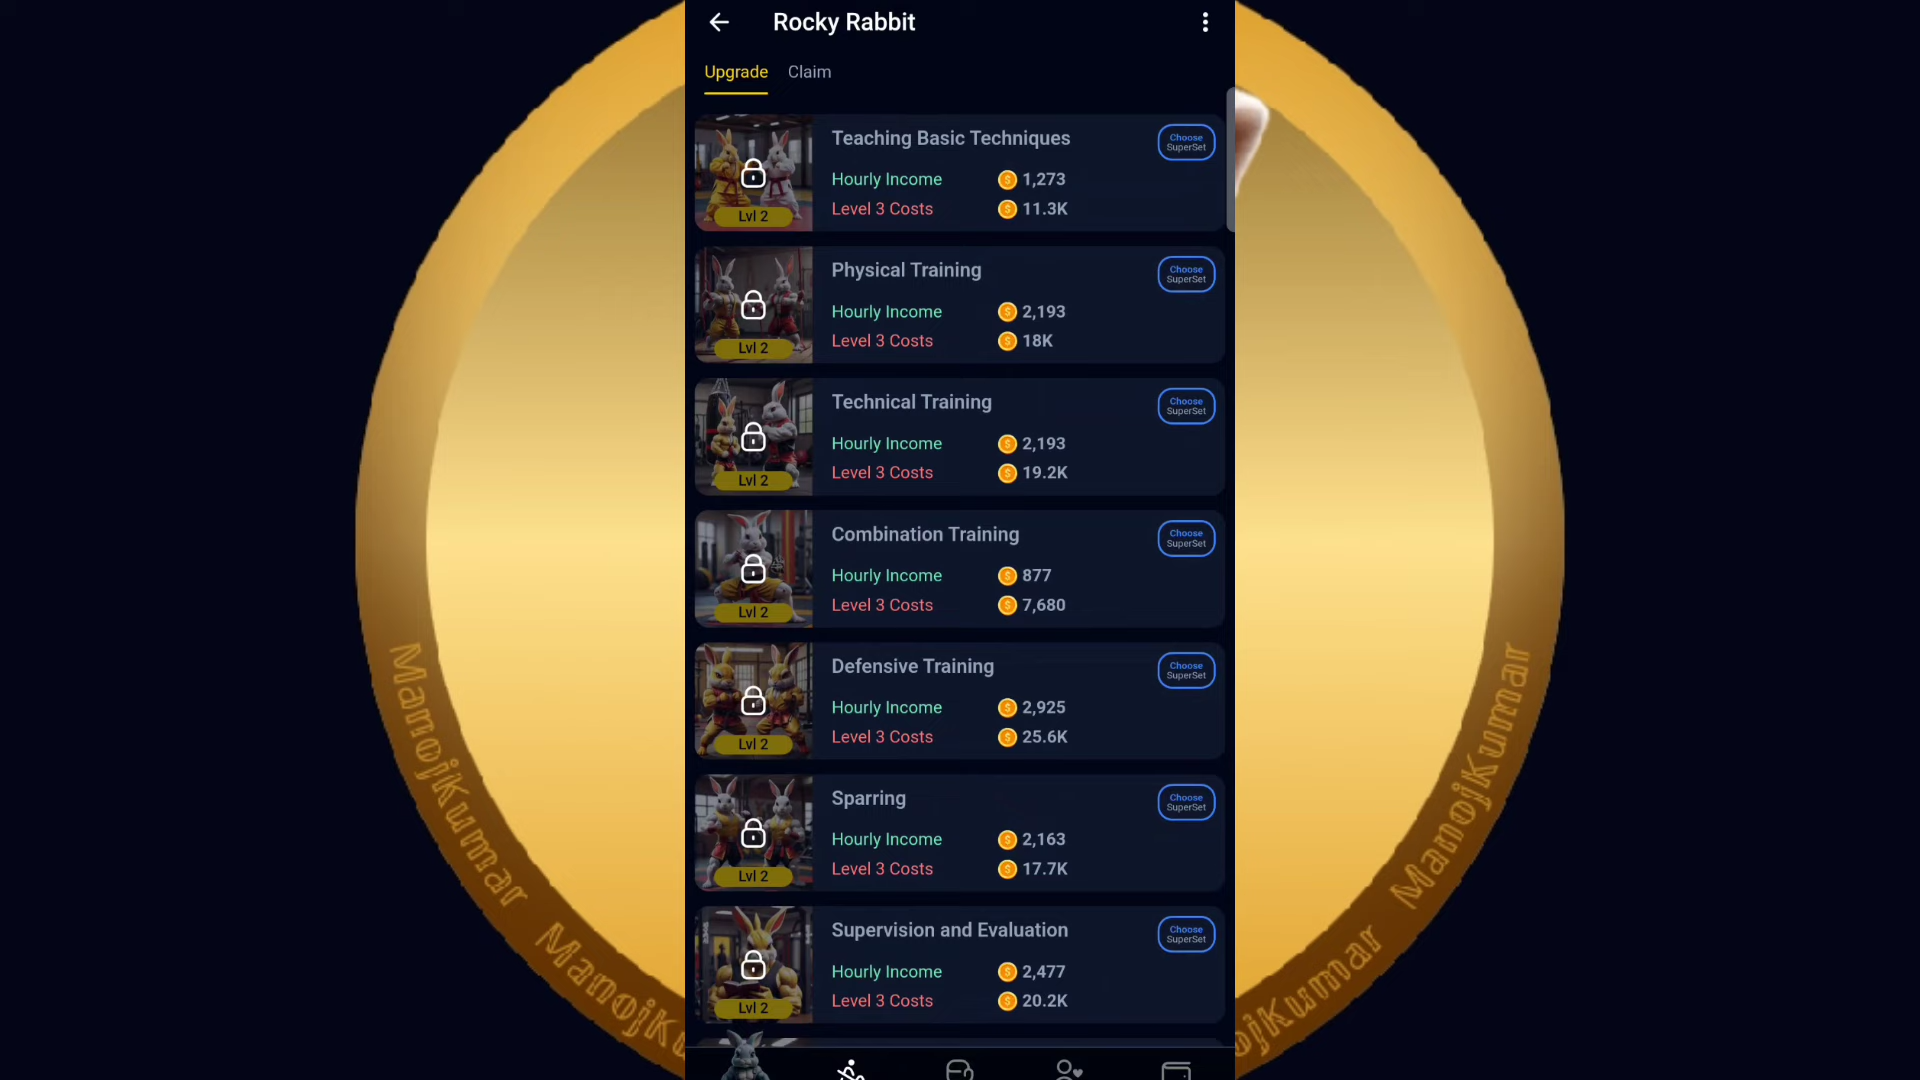 Rocky Rabbit
Upgrade Claim
Teaching Basic Techniques
Choose
SuperSet
Hourly Income 1,273
Level 3 Costs 11.3K
Lvl 2
Physical Training
Choose
SuperSet
Hourly Income 2,193
Level 3 Costs 18K
Lvl 2
Technical Training
Choose
SuperSet
Hourly Income 2,193
Level 3 Costs 19.2K
Lvl 2
Combination Training
Choose
SuperSet
Hourly Income 877
Level 3 Costs 7,680
Lvl 2
Defensive Training
Choose
SuperSet
Hourly Income 2,925
Level 3 Costs 25.6K
Lvl 2
Sparring
Choose
SuperSet
Hourly Income 2,163
Level 3 Costs 17.7K
Lvl 2
Supervision and Evaluation
Choose
SuperSet
Hourly Income 2,477
Level 3 Costs 20.2K
Lvl 2
ManojKumar
ManojKu
ojKumar
ManojKumar